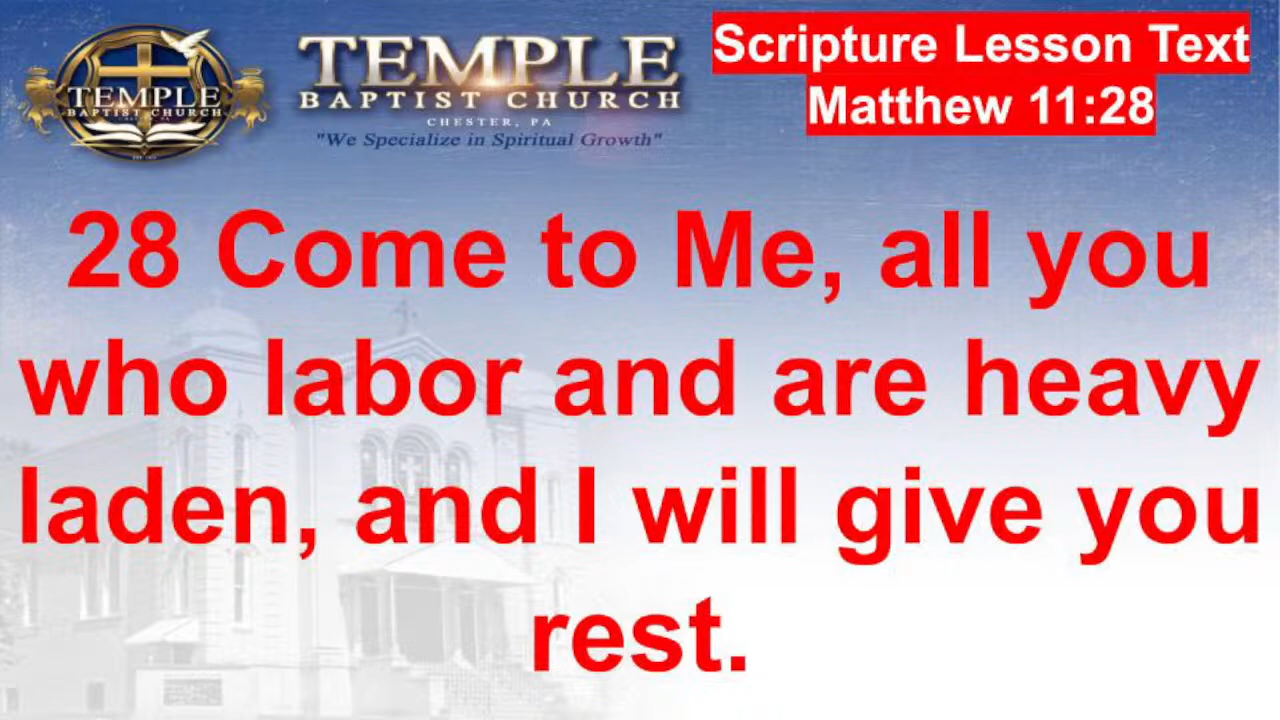 TEMPLE
BAPTIST CHURCH
TEMPLE
BAPTIST CHURCH
CHESTER, PA
"We Specialize in Spiritual Growth"
Scripture Lesson Text
Matthew 11:28
28 Come to Me, all you
who labor and are heavy
laden, and I will give you
rest.